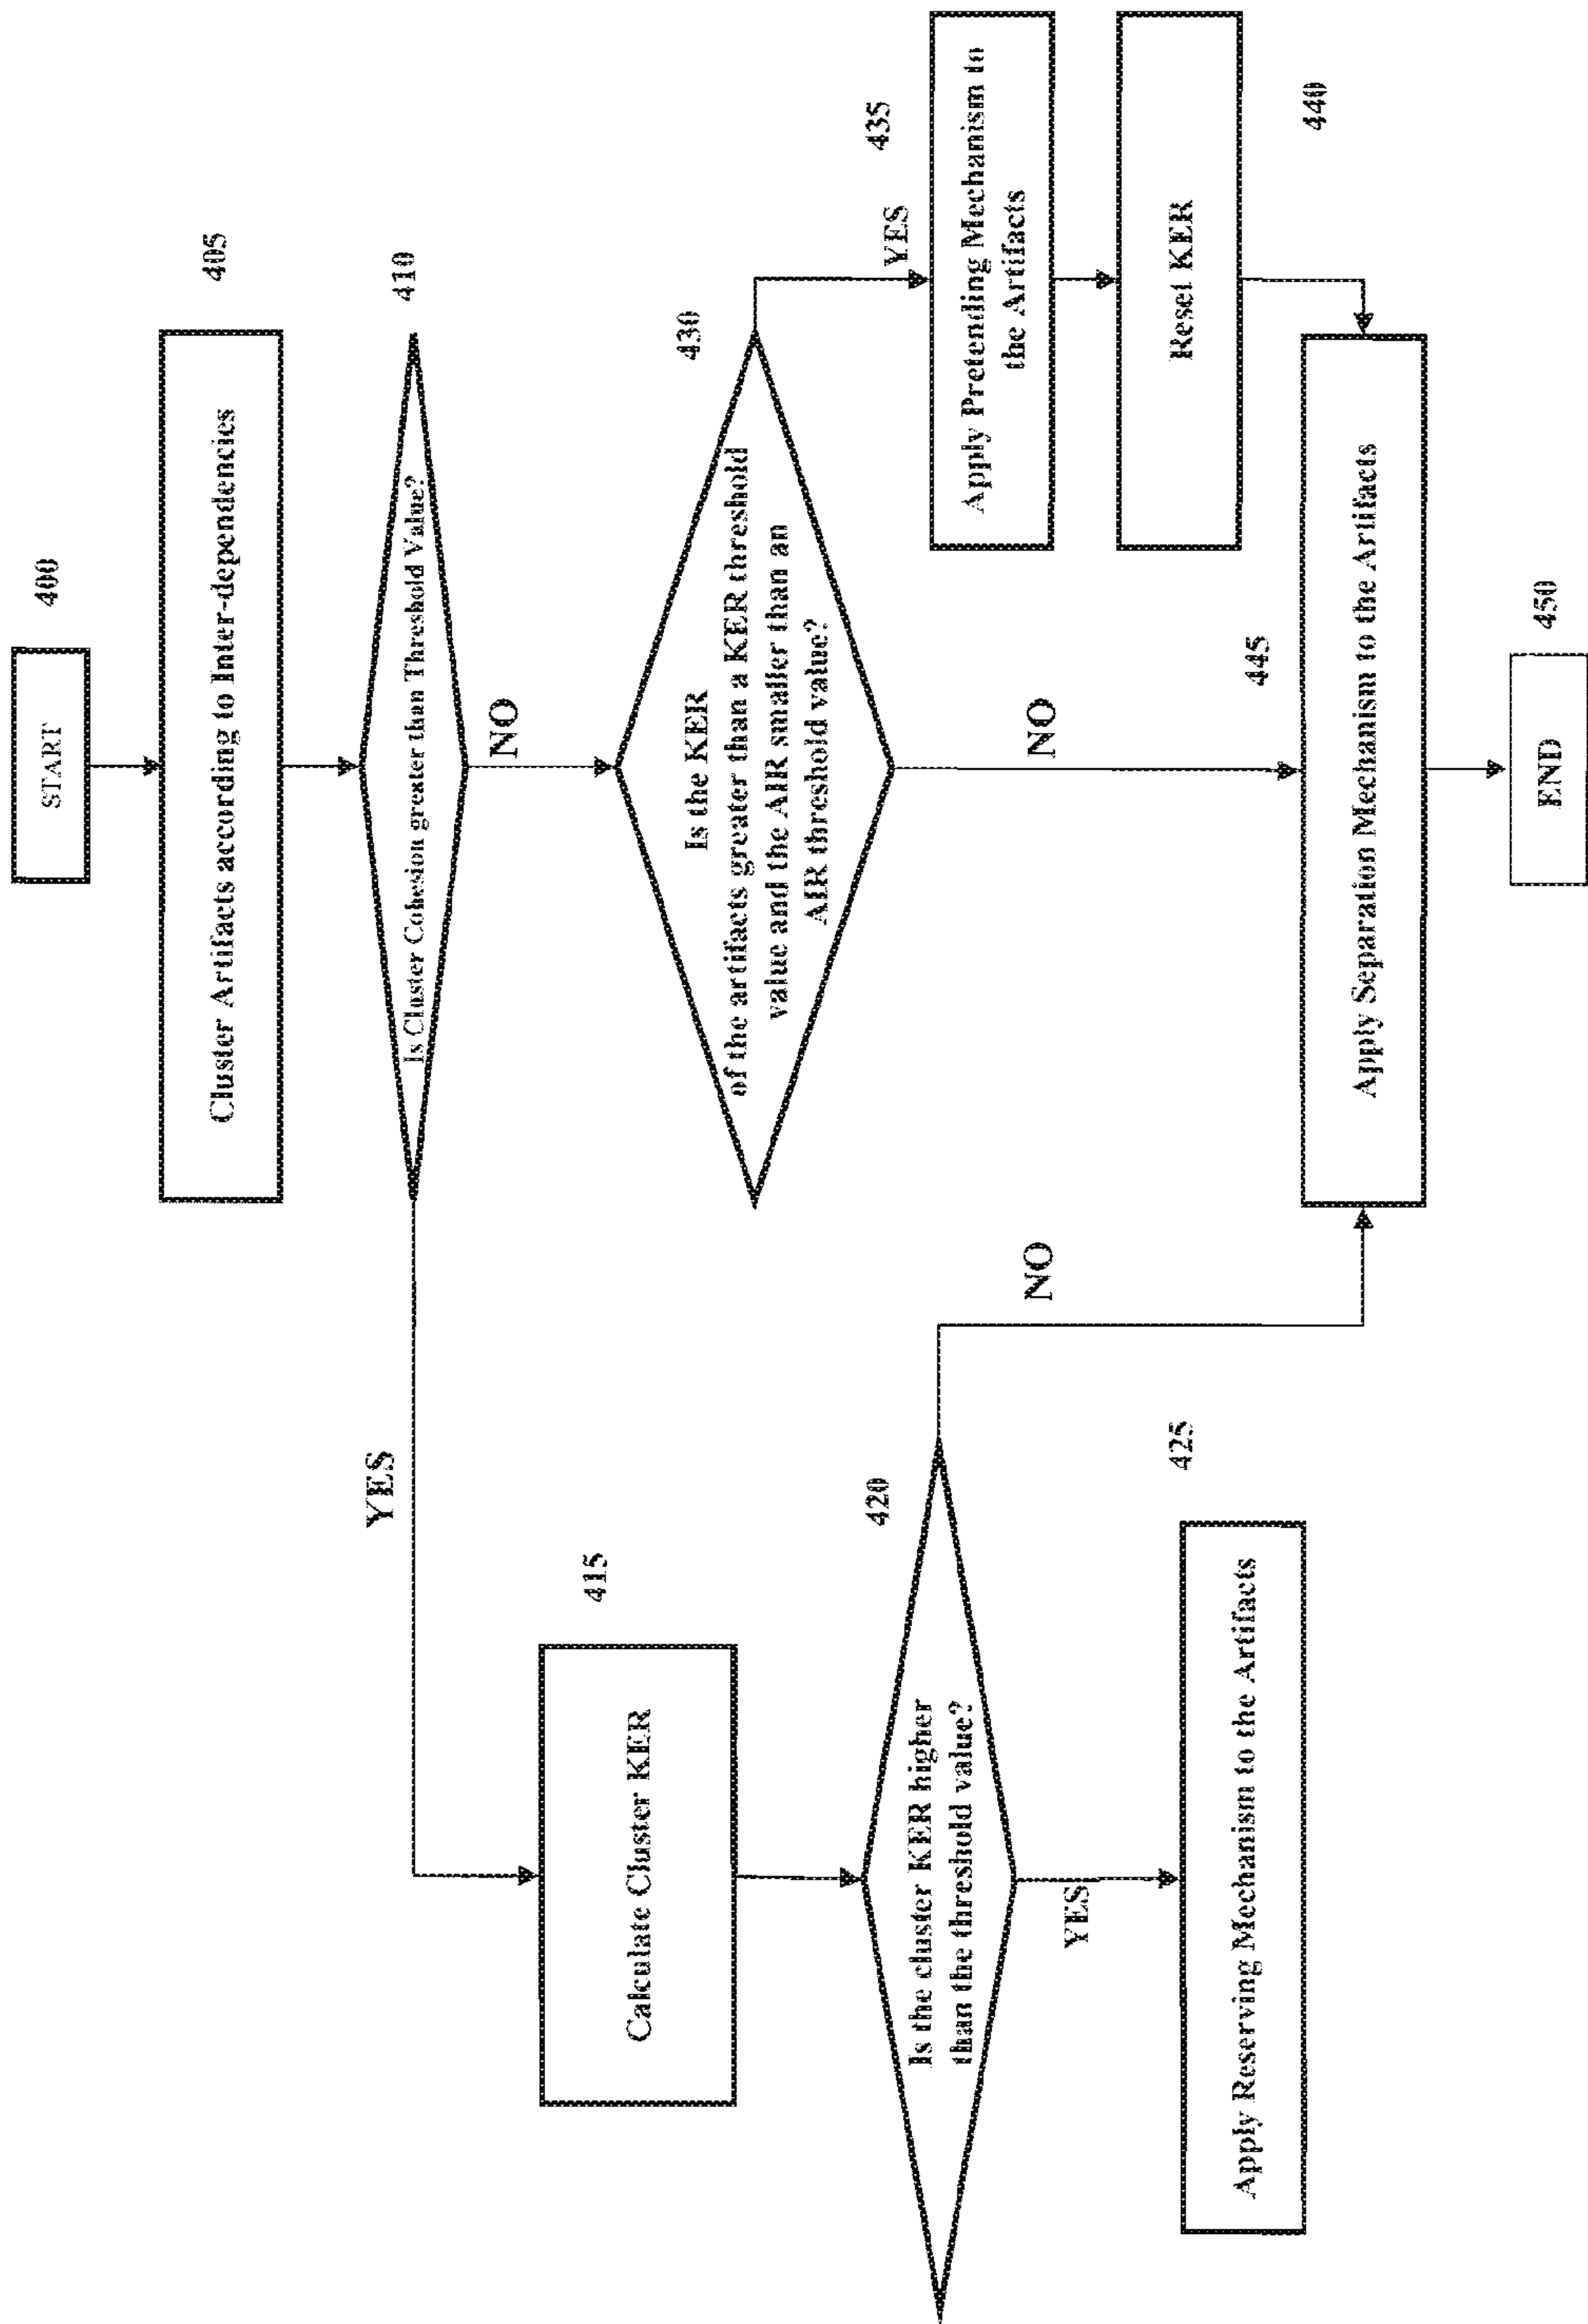 START
400
Cluster Artifacts according to Inter-dependencies
405
Is Cluster Cohesion greater than Threshold Value?
410
YES
NO
Calculate Cluster KER
415
Is the KER
of the artifacts greater than a KER threshold
value and the AIR smaller than an
AIR threshold value?
430
YES
Is the cluster KER higher
than the threshold value?
420
NO
NO
YES
Apply Pretending Mechanism to
the Artifacts
435
Reset KER
440
Apply Reserving Mechanism to the Artifacts
425
Apply Separation Mechanism to the Artifacts
445
END
450